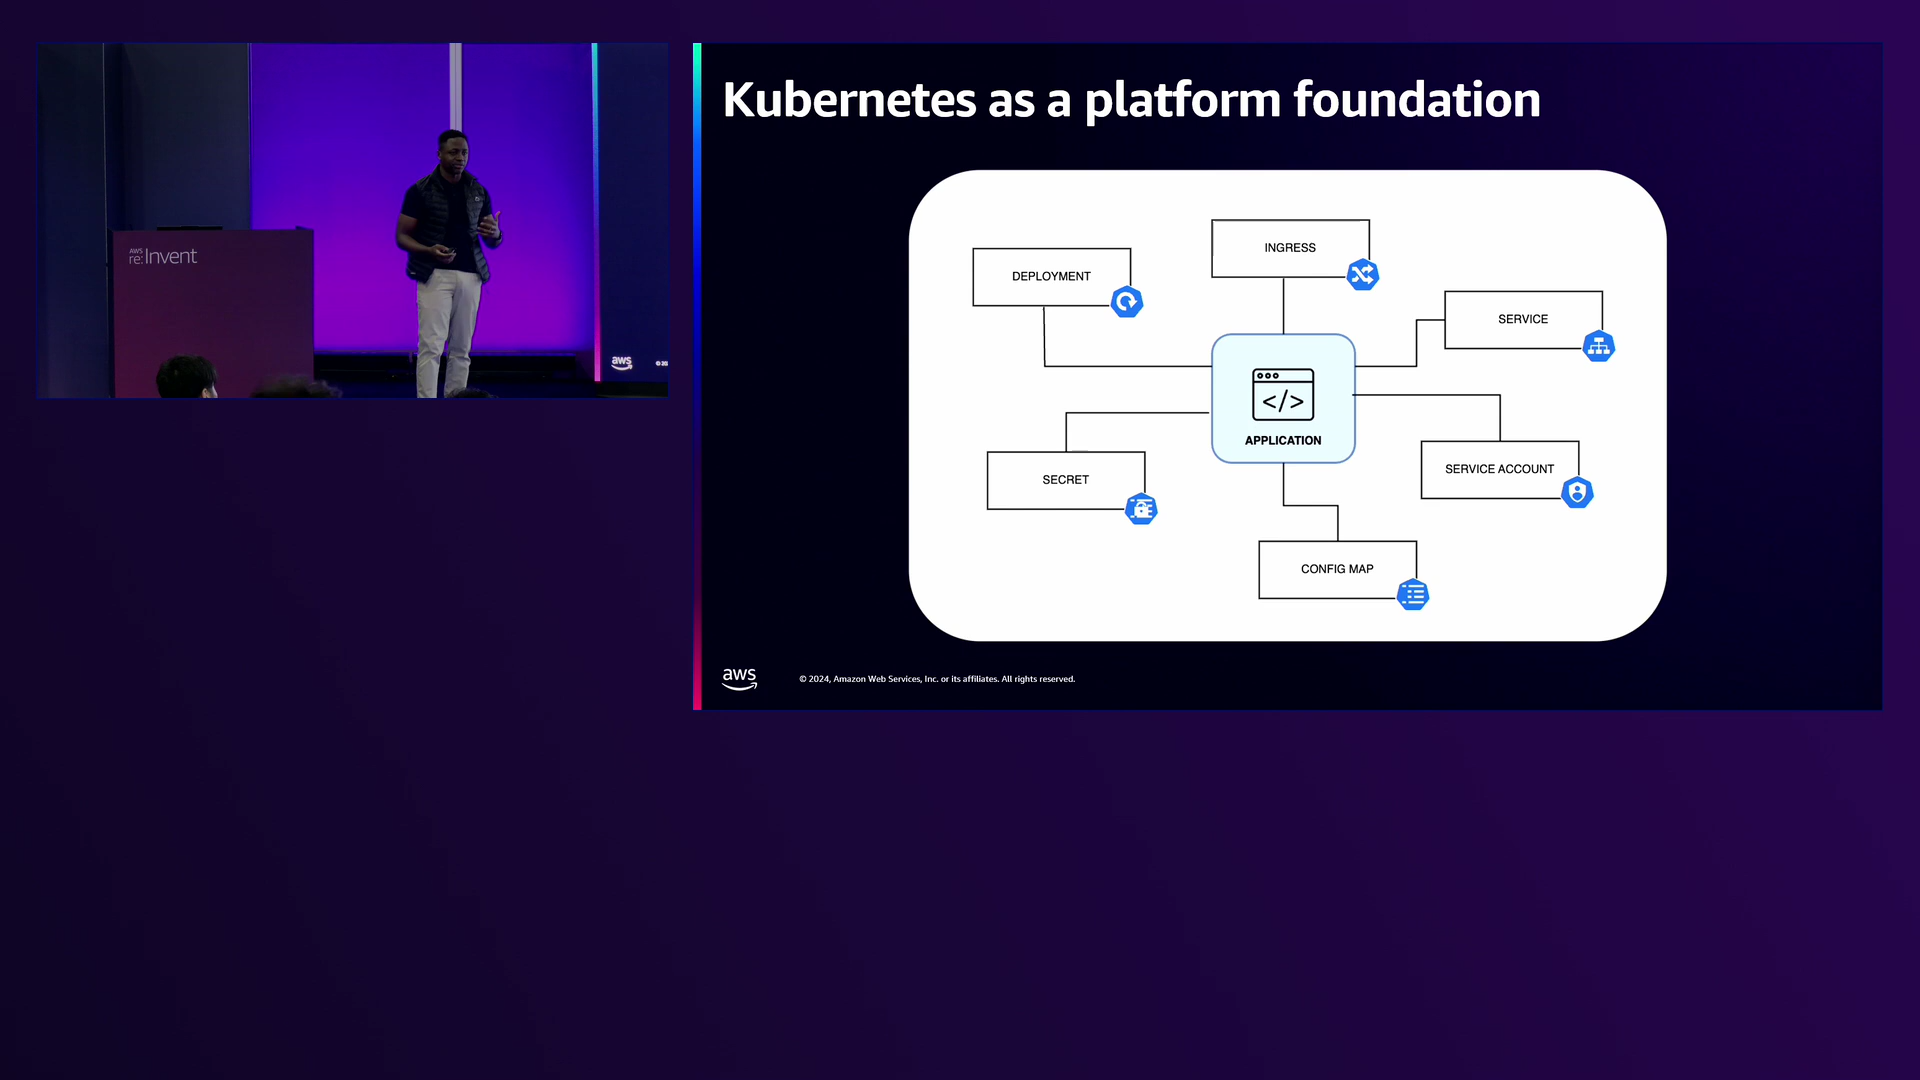 AWS
re:Invent
aws
Kubernetes as a platform foundation
INGRESS
DEPLOYMENT
SERVICE
</>
APPLICATION
SERVICE ACCOUNT
SECRET
CONFIG MAP
aws
© 2024, Amazon Web Services, Inc. or its affiliates. All rights reserved.